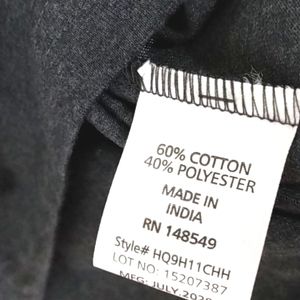 60% COTTON
40% POLYESTER
MADE IN
INDIA
RN 148549
Style# HQ9H11CHH
LOT NO: 15207387
MFG: JULY